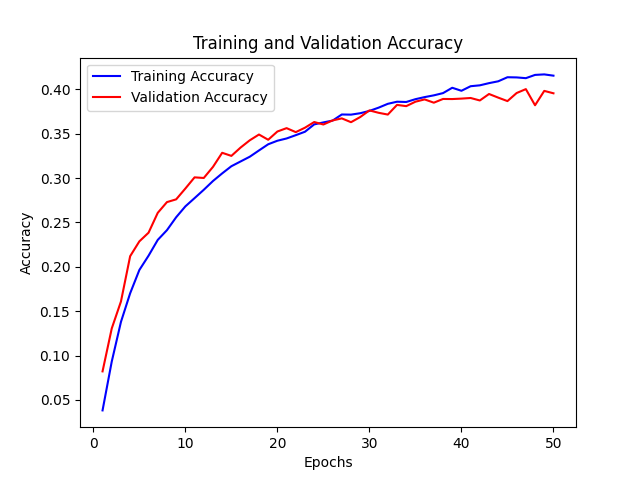 Training and Validation Accuracy
Training Accuracy
Validation Accuracy
0.40
0.35
0.30
0.25
0.20
0.15
0.10
0.05
Accuracy
0 10 20 30 40 50
Epochs